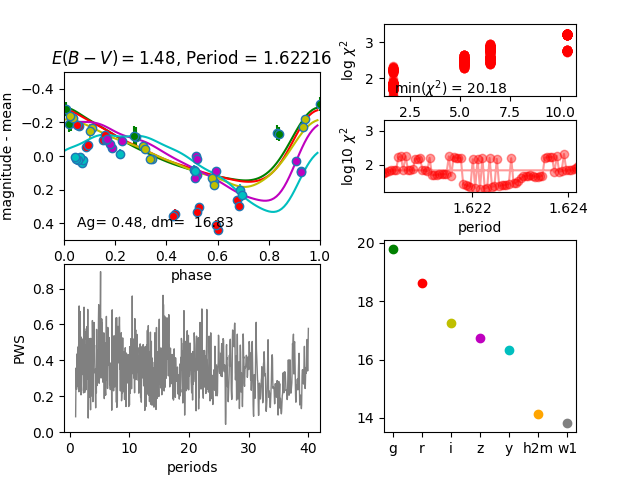 E(B − V) = 1.48, Period = 1.62216
magnitude - mean
−0.4
−0.2
0.0
0.2
0.4
Ag= 0.48, dm= 16.83
0.0 0.2 0.4 0.6 0.8 1.0
phase
log χ²
3
2
min(χ²) = 20.18
2.5 5.0 7.5 10.0
log10 χ²
3
2
1.622 1.624
period
PWS
0.8
0.6
0.4
0.2
0.0
0 10 20 30 40
periods
20
18
16
14
g r i z y h2m w1